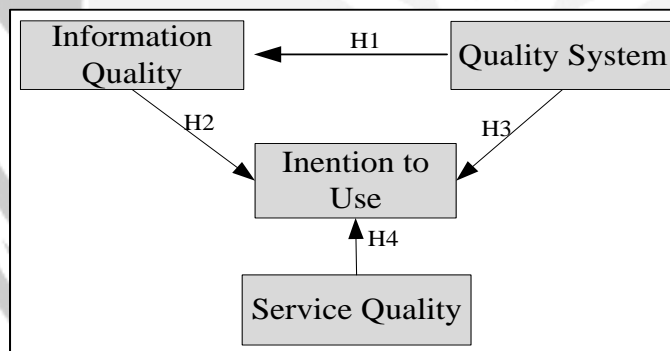 Information
Quality
H1
Quality System
H2
H3
Inention to
Use
H4
Service Quality